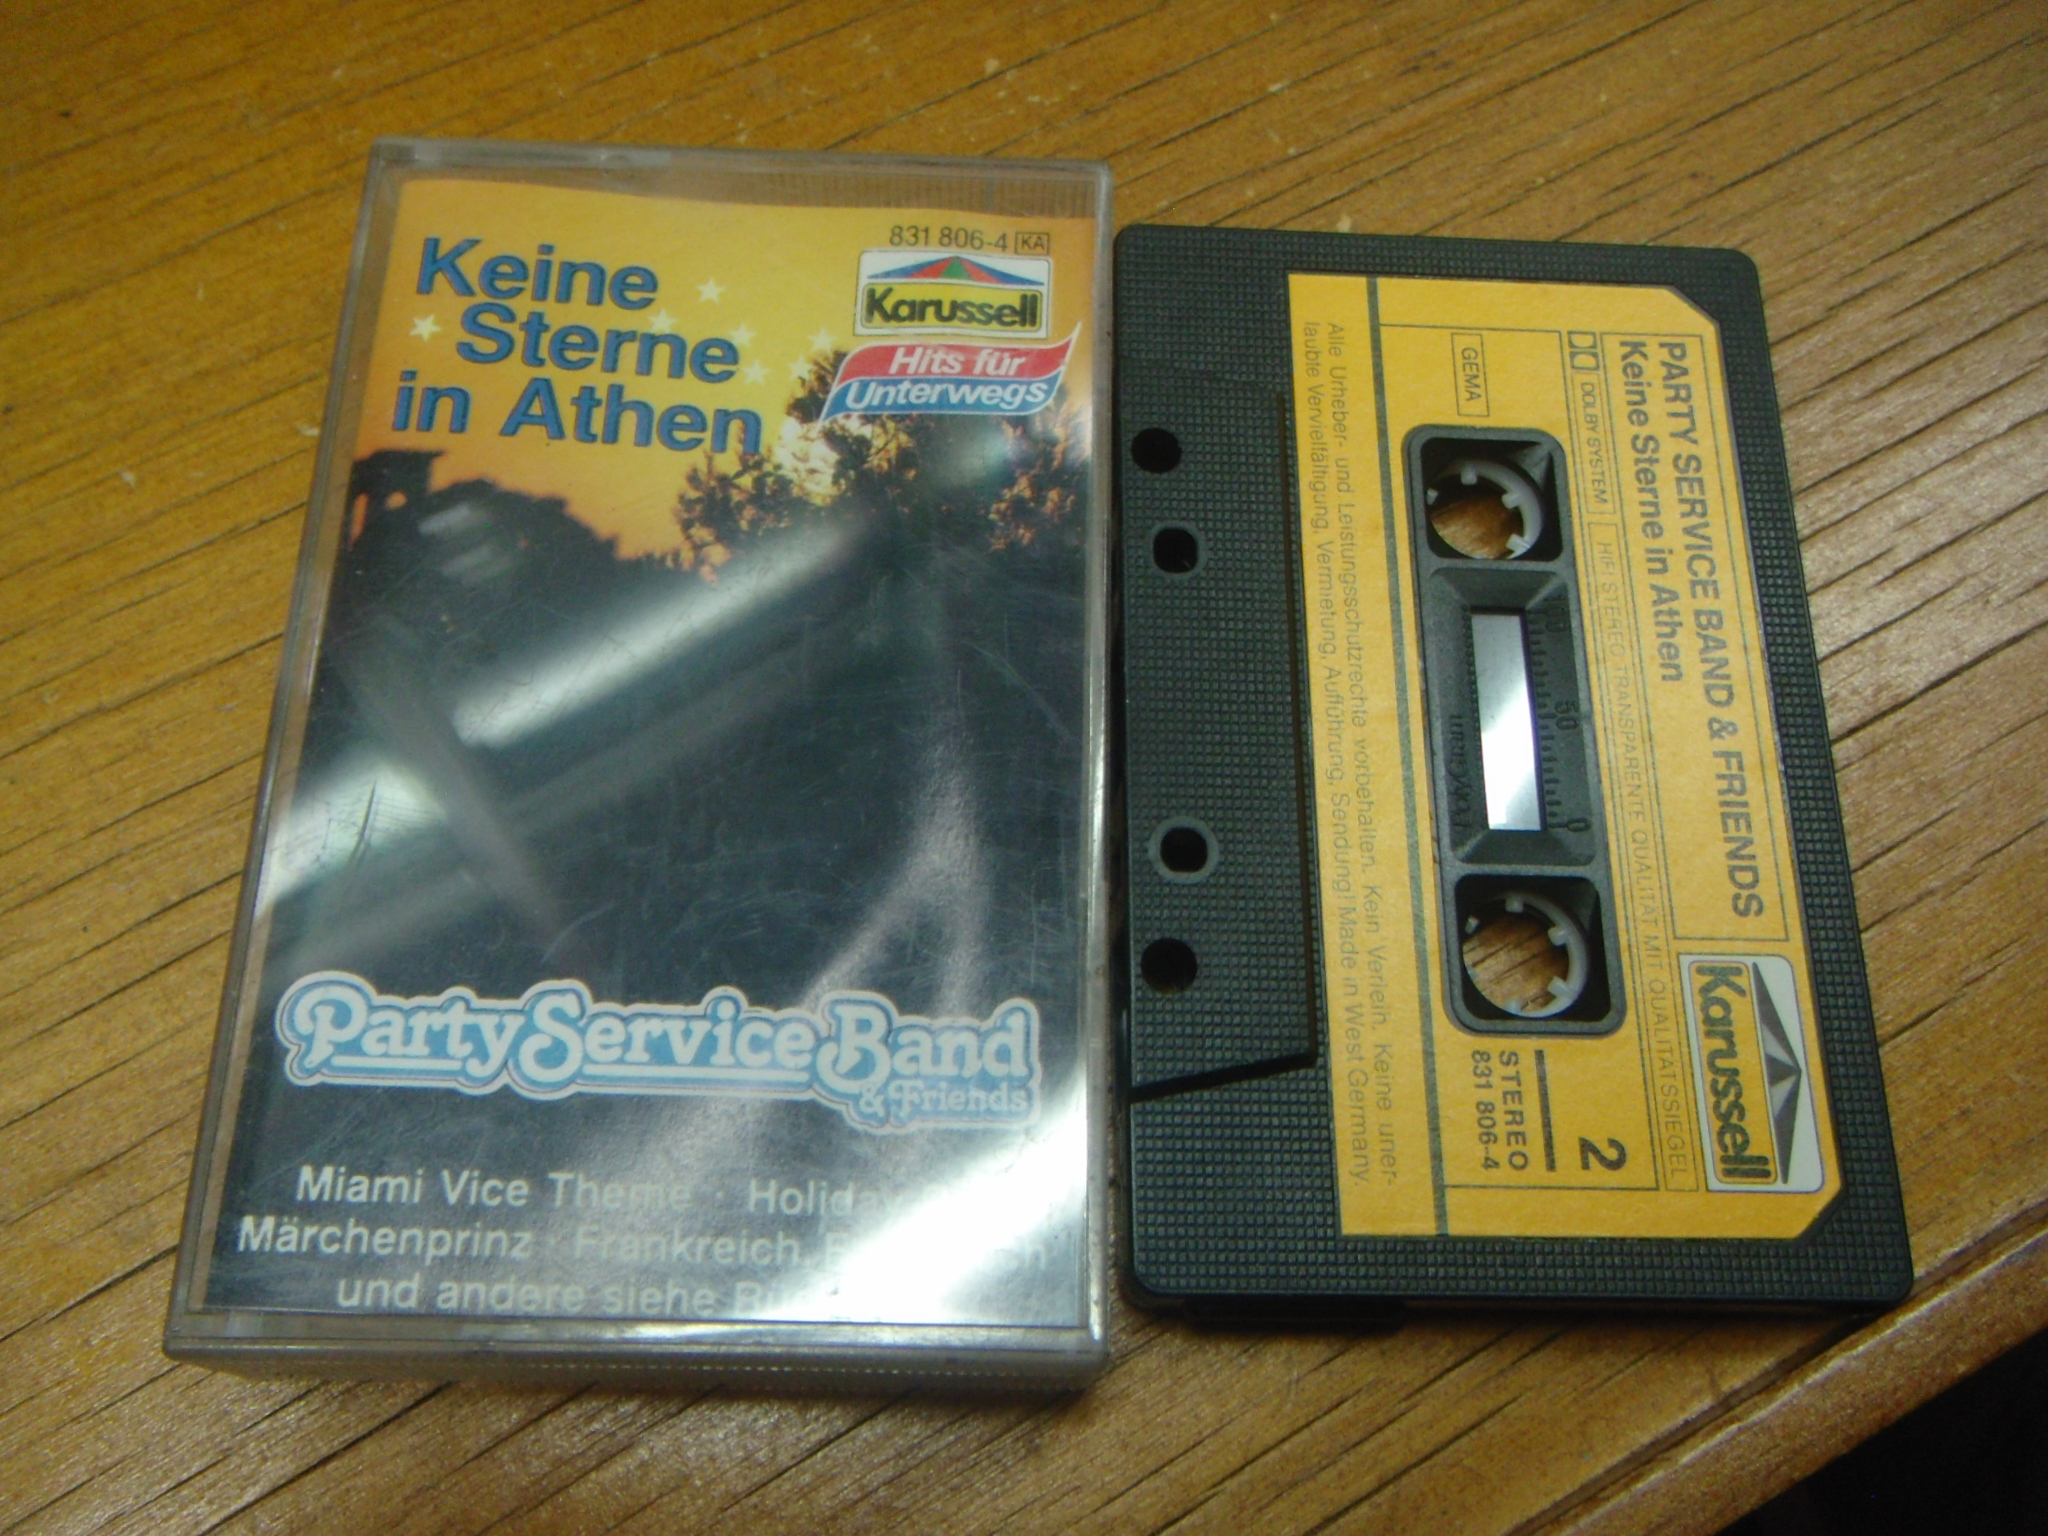 831 806-4 KA
Keine
Sterne
in Athen
Karussell
Hits für
Unterwegs
Party Service Band
& Friends
Miami Vice Theme · Holiday
Märchenprinz · Frankreich,
und andere siehe
PARTY SERVICE BAND & FRIENDS
Keine Sterne in Athen
Karussell
DOLBY SYSTEM
HIFI STEREO TRANSPARENTE QUALITÄT MIT QUALITÄTSSIEGEL
GEMA
50
0
2
STEREO
831 806-4
Alle Urheber- und Leistungsschutzrechte vorbehalten. Kein Verleih. Keine uner-
laubte Vervielfältigung, Vermietung, Aufführung, Sendung! Made in West Germany.